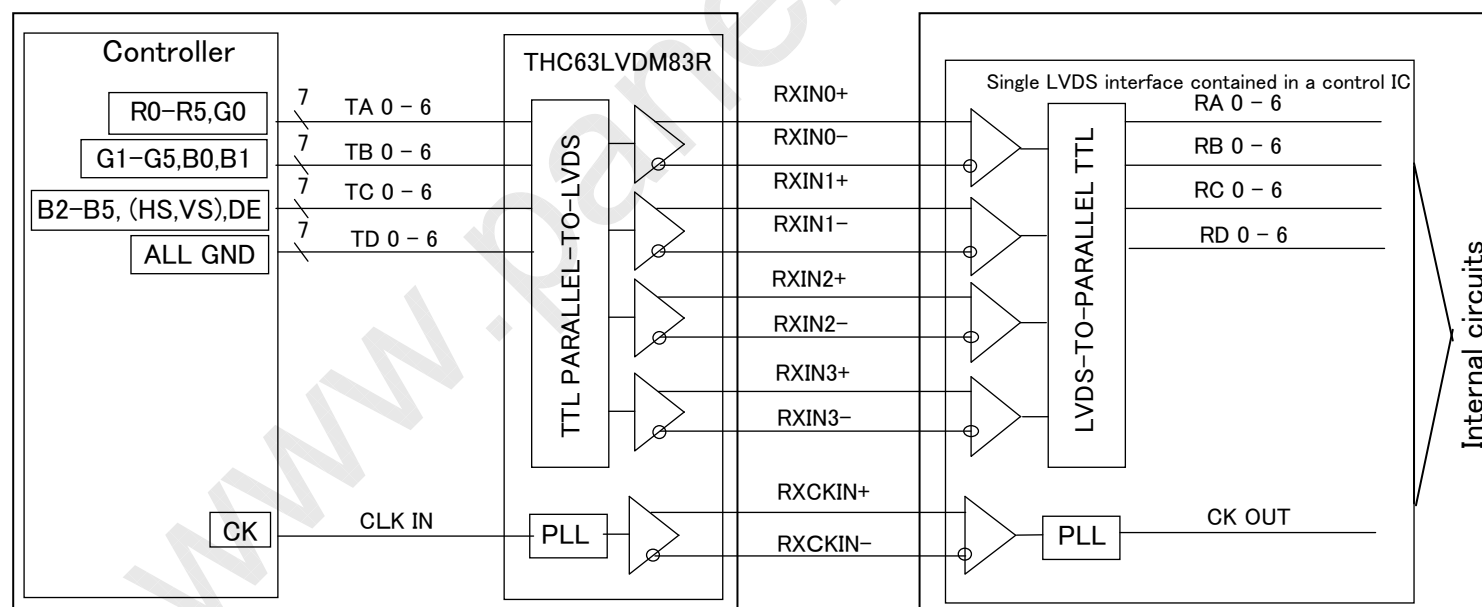 Controller
R0-R5,G0
G1-G5,B0,B1
B2-B5, (HS,VS),DE
ALL GND
CK
7
TA 0 - 6
7
TB 0 - 6
7
TC 0 - 6
7
TD 0 - 6
CLK IN
THC63LVDM83R
TTL PARALLEL-TO-LVDS
PLL
RXIN0+
RXIN0-
RXIN1+
RXIN1-
RXIN2+
RXIN2-
RXIN3+
RXIN3-
RXCKIN+
RXCKIN-
Single LVDS interface contained in a control IC
LVDS-TO-PARALLEL TTL
PLL
RA 0 - 6
RB 0 - 6
RC 0 - 6
RD 0 - 6
CK OUT
Internal circuits
www.pane